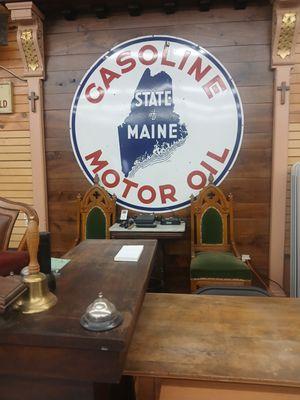 GASOLINE
STATE
of
MAINE
MOTOR OIL